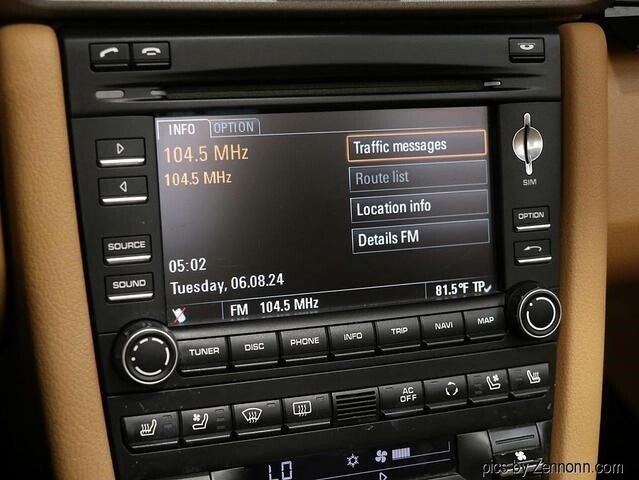 INFO OPTION
104.5 MHz
104.5 MHz
Traffic messages
Route list
Location info
Details FM
05:02
Tuesday, 06.08.24
FM 104.5 MHz
81.5°F TP
SIM
OPTION
SOURCE
SOUND
TUNER DISC PHONE INFO TRIP NAVI MAP
AC
OFF
LO
pics by Zennonn.com